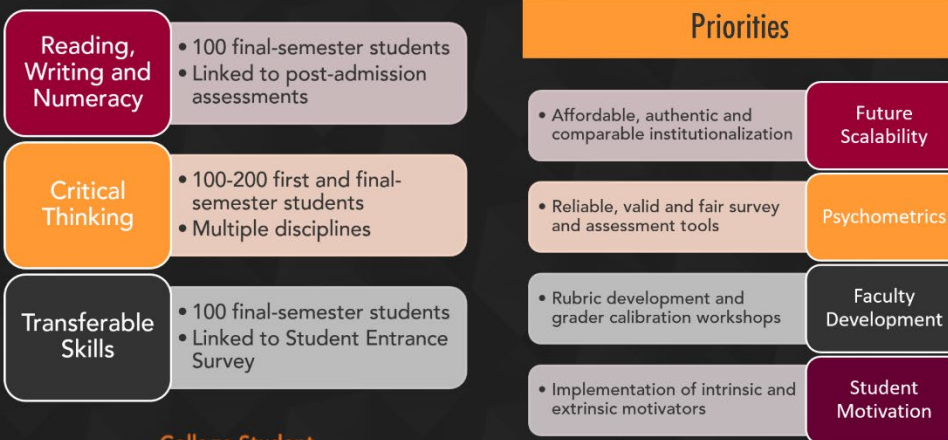 Reading,
Writing and
Numeracy
• 100 final-semester students
• Linked to post-admission
assessments
Critical
Thinking
• 100-200 first and final-
semester students
• Multiple disciplines
Transferable
Skills
• 100 final-semester students
• Linked to Student Entrance
Survey
Priorities
• Affordable, authentic and
comparable institutionalization
Future
Scalability
• Reliable, valid and fair survey
and assessment tools
Psychometrics
• Rubric development and
grader calibration workshops
Faculty
Development
• Implementation of intrinsic and
extrinsic motivators
Student
Motivation